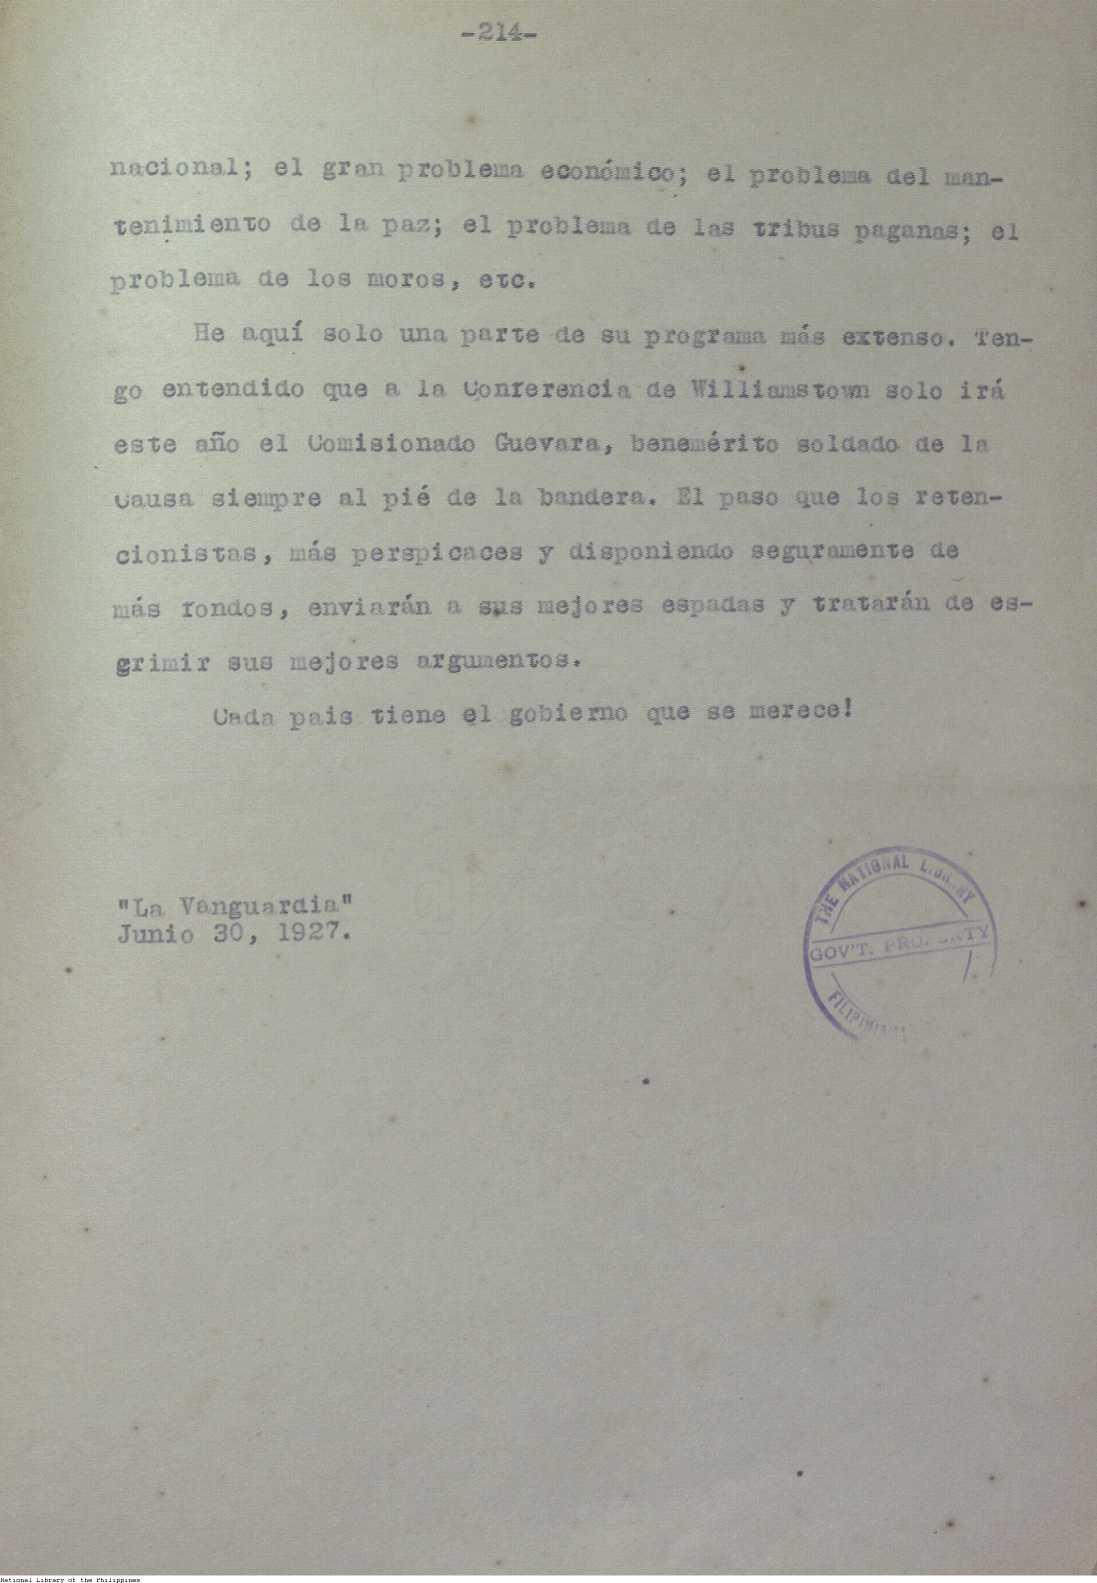 -214-
nacional; el gran problema económico; el problema del man-
tenimiento de la paz; el problema de las tribus paganas; el
problema de los moros, etc.
He aquí solo una parte de su programa más extenso. Ten-
go entendido que a la Conferencia de Williamstown solo irá
este año el Comisionado Guevara, benemérito soldado de la
Causa siempre al pié de la bandera. El paso que los reten-
cionistas, más perspicaces y disponiendo seguramente de
más fondos, enviarán a sus mejores espadas y tratarán de es-
grimir sus mejores argumentos.
Cada pais tiene el gobierno que se merece!
"La Vanguardia"
Junio 30, 1927.
THE NATIONAL LIBRARY
GOV'T. PROPERTY
National Library of the Philippines